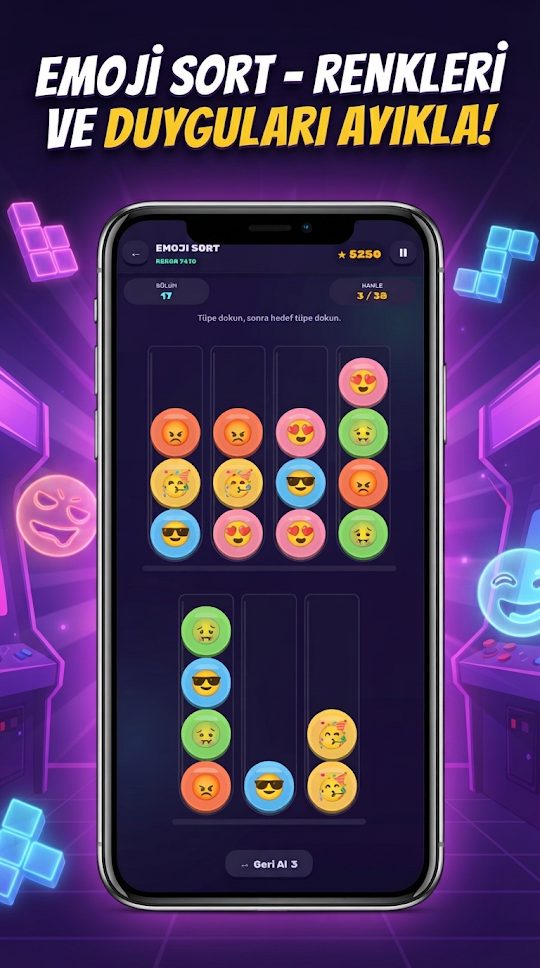 EMOJİ SORT – RENKLERİ
VE DUYGULARI AYIKLA!
← EMOJI SORT
REKOR 7410
★ 5250
BÖLÜM
17
HAMLE
3 / 38
Tüpe dokun, sonra hedef tüpe dokun.
Geri Al 3